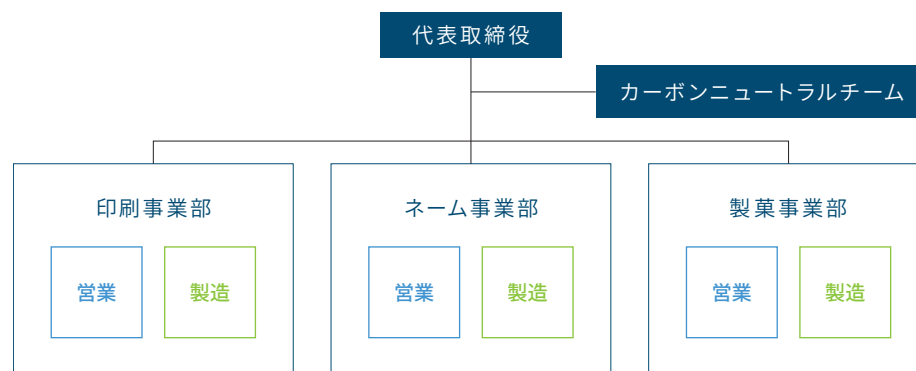 代表取締役
カーボンニュートラルチーム
印刷事業部
ネーム事業部
製菓事業部
営業
製造
営業
製造
営業
製造